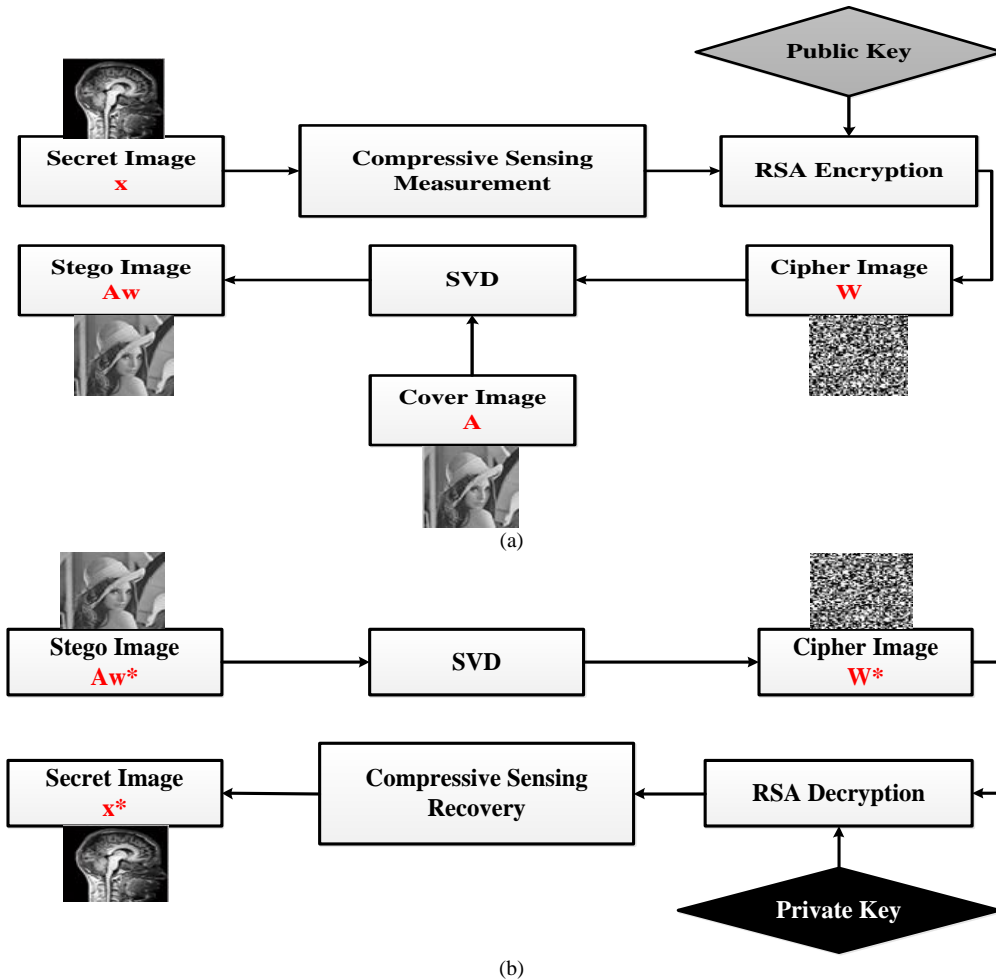 Public Key
Secret Image
x
Compressive Sensing
Measurement
RSA Encryption
Stego Image
Aw
SVD
Cipher Image
W
Cover Image
A
(a)
Stego Image
Aw*
SVD
Cipher Image
W*
Secret Image
x*
Compressive Sensing
Recovery
RSA Decryption
Private Key
(b)